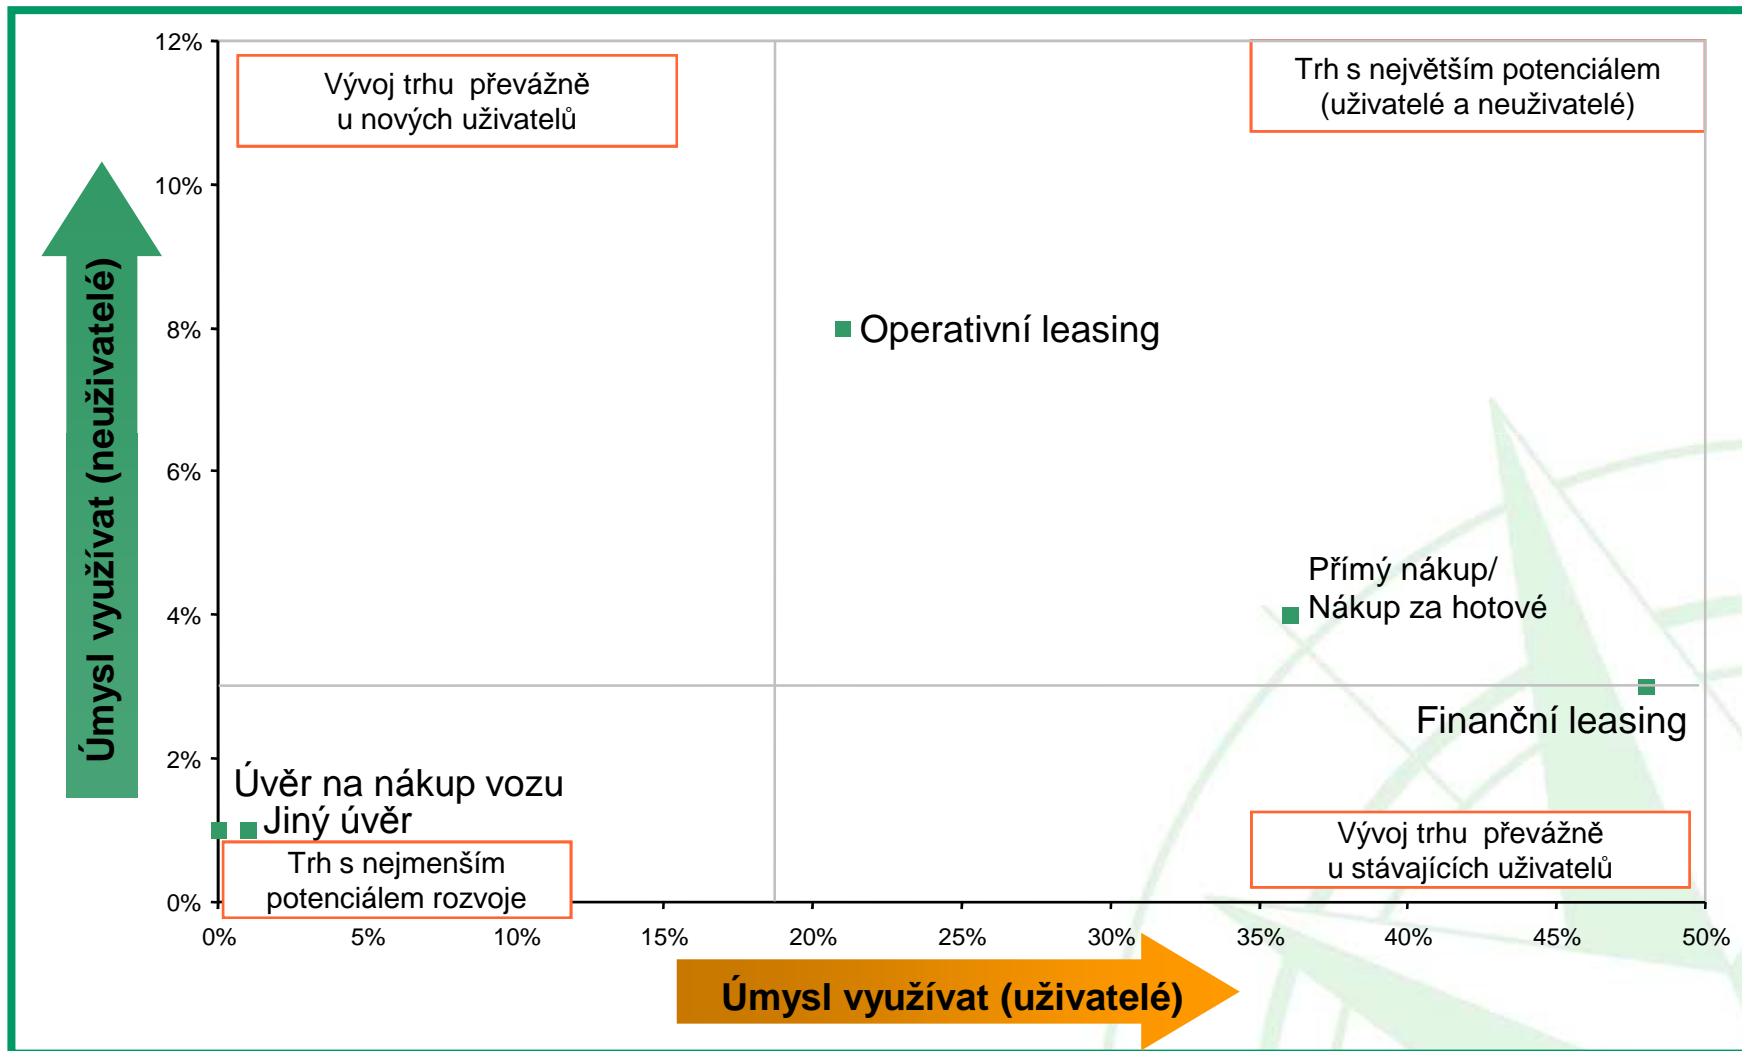 12%
Vývoj trhu převážně
u nových uživatelů
Trh s největším potenciálem
(uživatelé a neuživatelé)
10%
8%
Operativní leasing
6%
Přímý nákup/
Nákup za hotové
4%
Finanční leasing
2%
Úvěr na nákup vozu
Jiný úvěr
Trh s nejmenším
potenciálem rozvoje
Vývoj trhu převážně
u stávajících uživatelů
0%
0%
5%
10%
15%
20%
25%
30%
35%
40%
45%
50%
Úmysl využívat (neuživatelé)
Úmysl využívat (uživatelé)